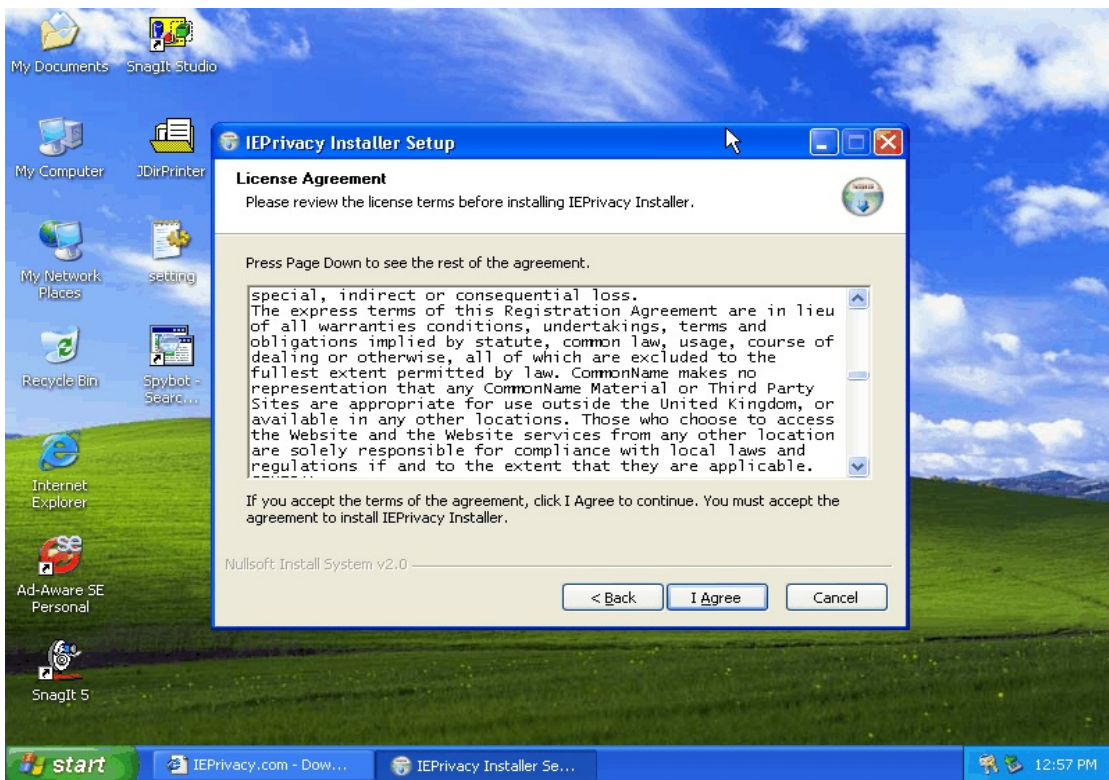 My Documents
SnagIt Studio
My Computer
JDirPrinter
My Network
Places
setting
Recycle Bin
Spybot -
Searc...
Internet
Explorer
Ad-Aware SE
Personal
SnagIt 5
IEPrivacy Installer Setup
License Agreement
Please review the license terms before installing IEPrivacy Installer.
Press Page Down to see the rest of the agreement.
special, indirect or consequential loss.
The express terms of this Registration Agreement are in lieu
of all warranties conditions, undertakings, terms and
obligations implied by statute, common law, usage, course of
dealing or otherwise, all of which are excluded to the
fullest extent permitted by law. CommonName makes no
representation that any CommonName Material or Third Party
Sites are appropriate for use outside the United Kingdom, or
available in any other locations. Those who choose to access
the Website and the Website services from any other location
are solely responsible for compliance with local laws and
regulations if and to the extent that they are applicable.
If you accept the terms of the agreement, click I Agree to continue. You must accept the
agreement to install IEPrivacy Installer.
Nullsoft Install System v2.0
< Back
I Agree
Cancel
start
IEPrivacy.com - Dow...
IEPrivacy Installer Se...
12:57 PM